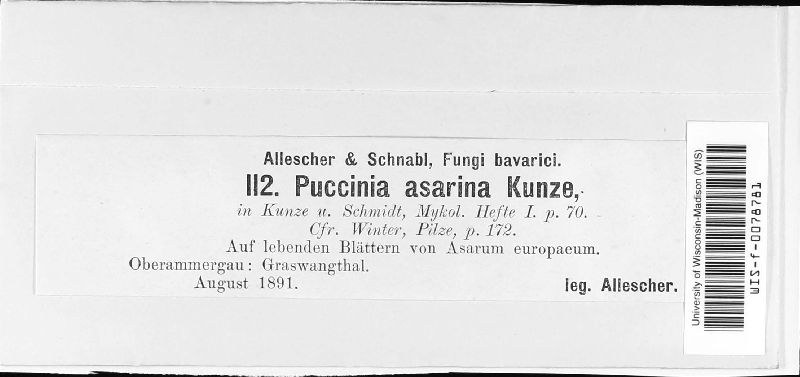 Allescher & Schnabl, Fungi bavarici.
112. Puccinia asarina Kunze,
in Kunze u. Schmidt, Mykol. Hefte I. p. 70.
Cfr. Winter, Pilze, p. 172.
Auf lebenden Blättern von Asarum europaeum.
Oberammergau: Graswangthal.
August 1891. leg. Allescher.
University of Wisconsin-Madison (WIS)
WIS-f-0078781